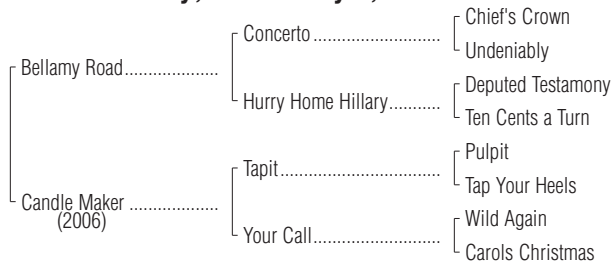 Chief's Crown
Concerto ..............................
Undeniably
Bellamy Road......................
Deputed Testamony
Hurry Home Hillary............
Ten Cents a Turn
Pulpit
Tapit.......................................
Tap Your Heels
Candle Maker .....................
(2006)
Wild Again
Your Call..............................
Carols Christmas